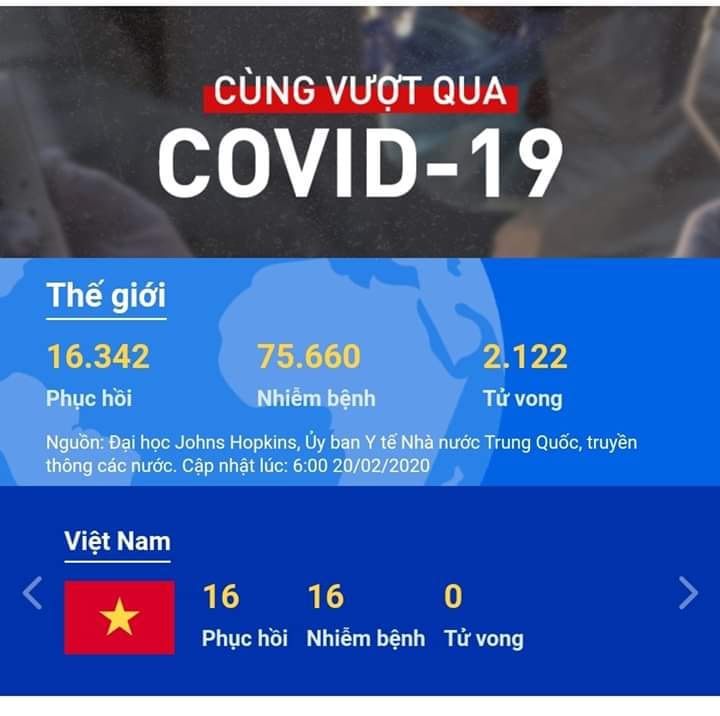 CÙNG VƯỢT QUA
COVID-19
Thế giới
16.342 75.660 2.122
Phục hồi Nhiễm bệnh Tử vong
Nguồn: Đại học Johns Hopkins, Ủy ban Y tế Nhà nước Trung Quốc, truyền
thông các nước. Cập nhật lúc: 6:00 20/02/2020
Việt Nam
16 16 0
Phục hồi Nhiễm bệnh Tử vong